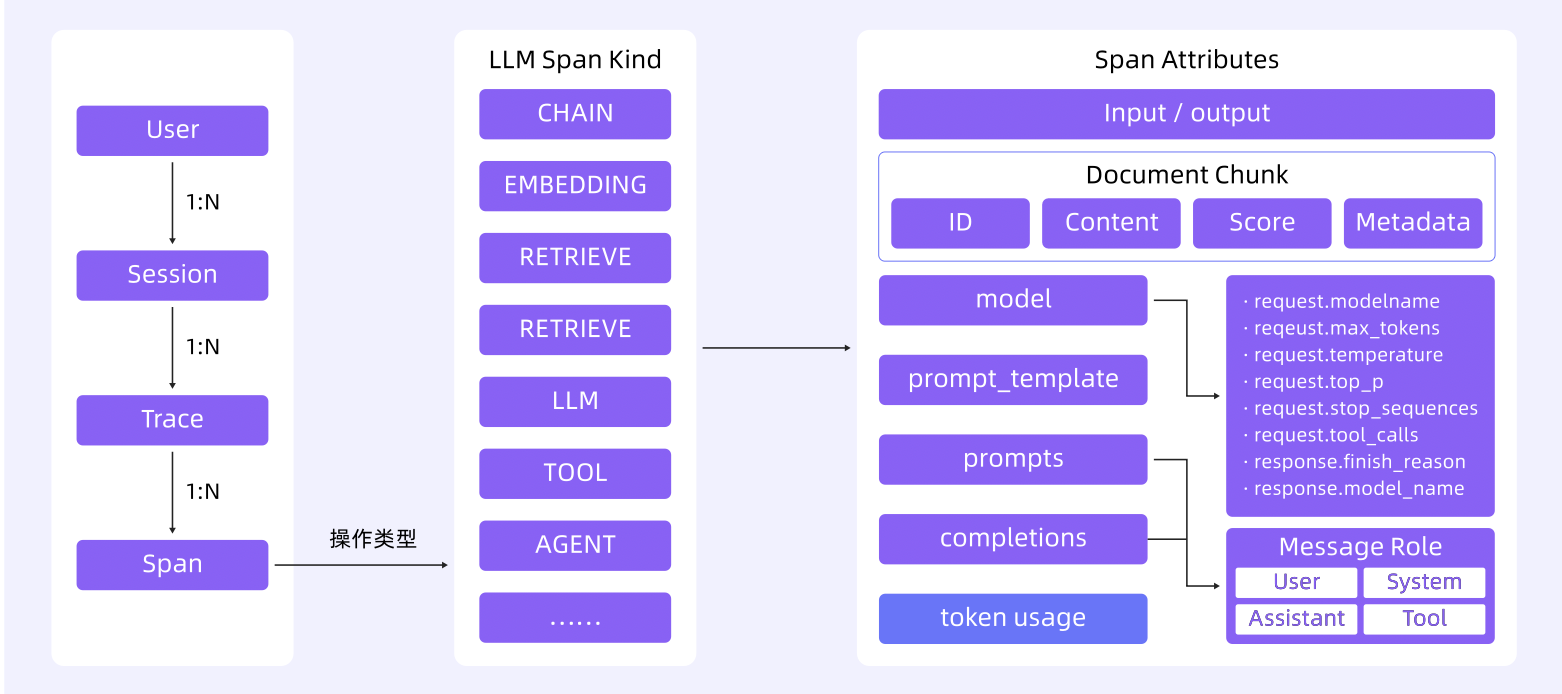 User
1:N
Session
1:N
Trace
1:N
Span
操作类型
LLM Span Kind
CHAIN
EMBEDDING
RETRIEVE
RETRIEVE
LLM
TOOL
AGENT
······
Span Attributes
Input / output
Document Chunk
ID
Content
Score
Metadata
model
prompt_template
prompts
completions
token usage
· request.modelname
· reqeust.max_tokens
· request.temperature
· request.top_p
· request.stop_sequences
· request.tool_calls
· response.finish_reason
· response.model_name
Message Role
User
System
Assistant
Tool